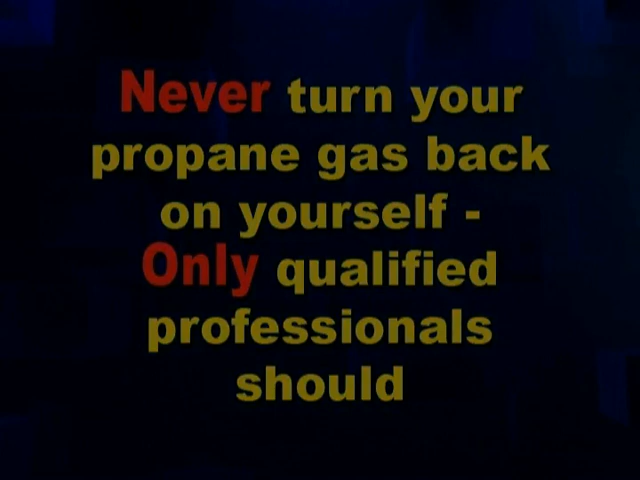 Never turn your
propane gas back
on yourself -
Only qualified
professionals
should